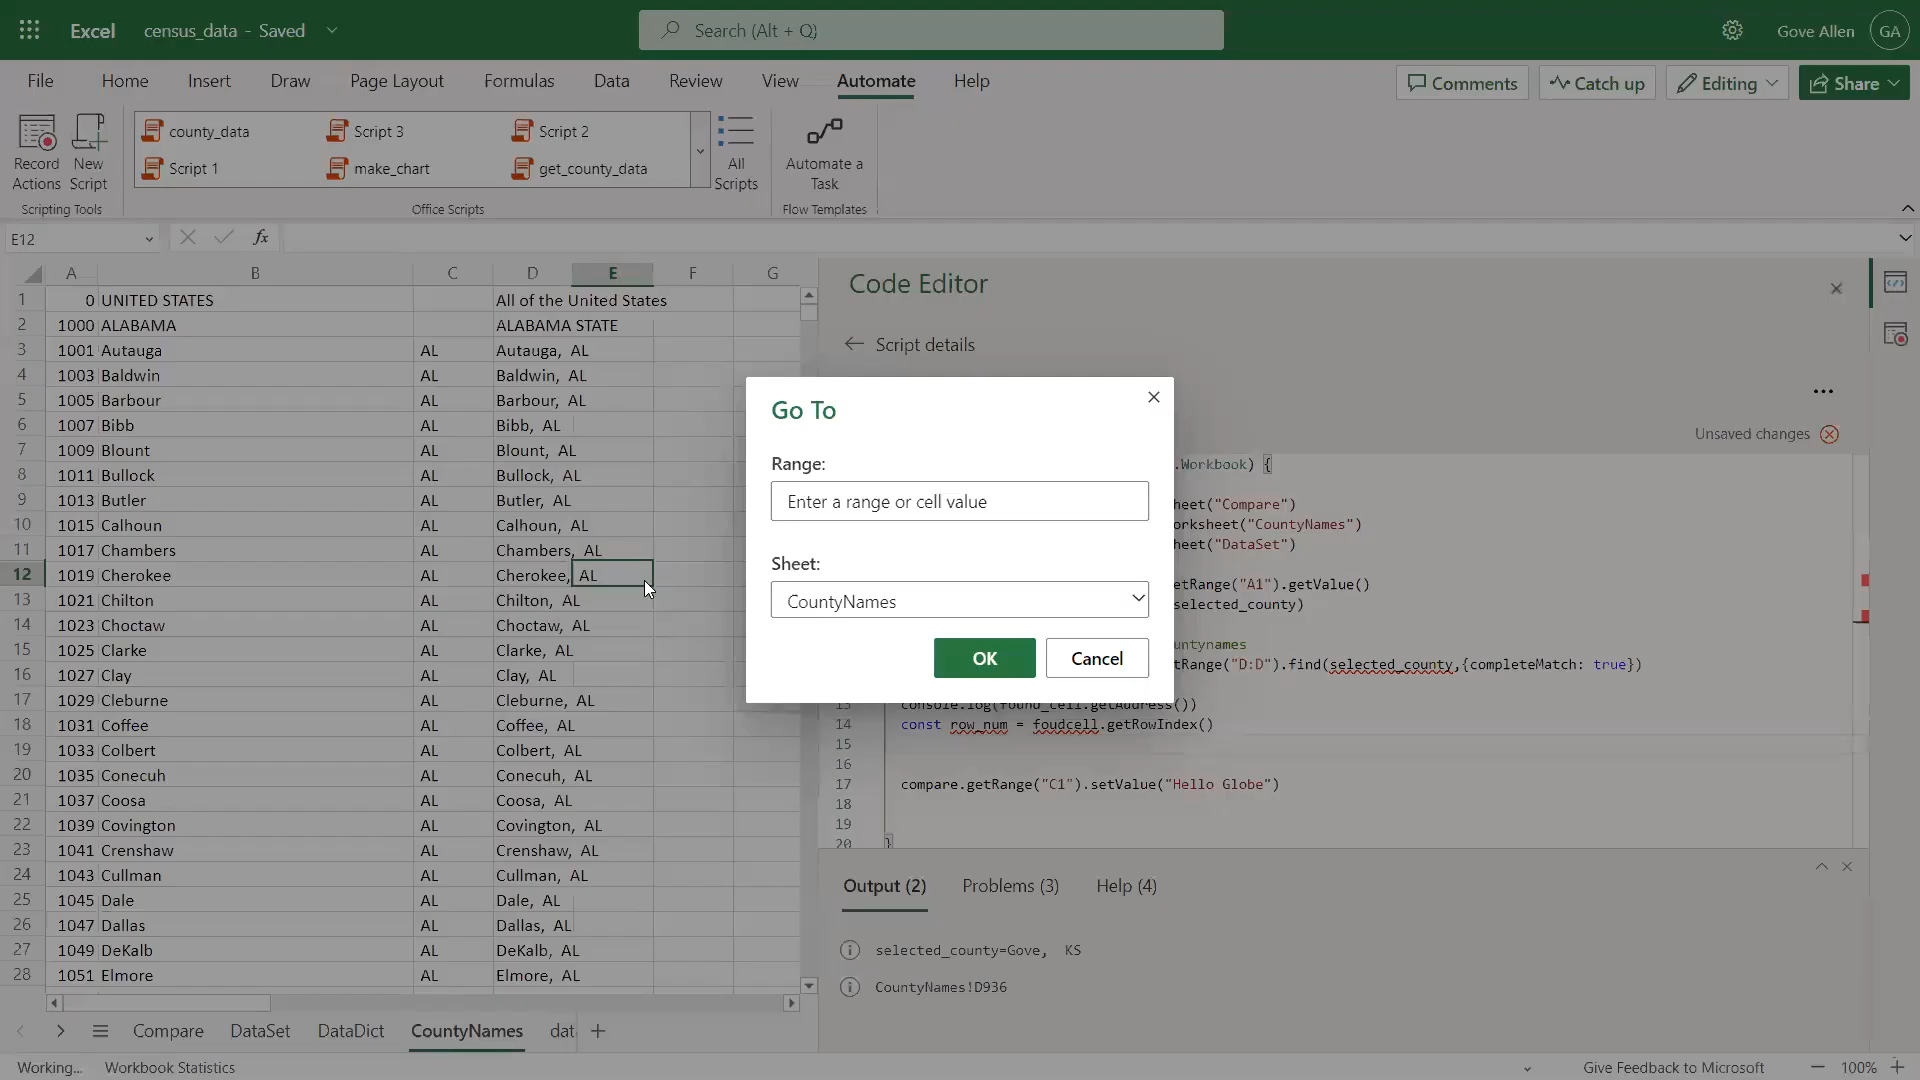 Excel census_data - Saved Search (Alt + Q) Gove Allen GA
File Home Insert Draw Page Layout Formulas Data Review View Automate Help Comments Catch up Editing Share
county_data Script 3 Script 2
Script 1 make_chart get_county_data
Record Actions
New Script
All Scripts
Automate a Task
Scripting Tools Office Scripts Flow Templates
E12 fx
A B C D E F G
1 0 UNITED STATES All of the United States
2 1000 ALABAMA ALABAMA STATE
3 1001 Autauga AL Autauga, AL
4 1003 Baldwin AL Baldwin, AL
5 1005 Barbour AL Barbour, AL
6 1007 Bibb AL Bibb, AL
7 1009 Blount AL Blount, AL
8 1011 Bullock AL Bullock, AL
9 1013 Butler AL Butler, AL
10 1015 Calhoun AL Calhoun, AL
11 1017 Chambers AL Chambers, AL
12 1019 Cherokee AL Cherokee, AL
13 1021 Chilton AL Chilton, AL
14 1023 Choctaw AL Choctaw, AL
15 1025 Clarke AL Clarke, AL
16 1027 Clay AL Clay, AL
17 1029 Cleburne AL Cleburne, AL
18 1031 Coffee AL Coffee, AL
19 1033 Colbert AL Colbert, AL
20 1035 Conecuh AL Conecuh, AL
21 1037 Coosa AL Coosa, AL
22 1039 Covington AL Covington, AL
23 1041 Crenshaw AL Crenshaw, AL
24 1043 Cullman AL Cullman, AL
25 1045 Dale AL Dale, AL
26 1047 Dallas AL Dallas, AL
27 1049 DeKalb AL DeKalb, AL
28 1051 Elmore AL Elmore, AL
Code Editor
Script details
Unsaved changes
Go To
Range:
Enter a range or cell value
Sheet:
CountyNames
OK Cancel
.Workbook) {
heet("Compare")
orksheet("CountyNames")
heet("DataSet")
etRange("A1").getValue()
selected_county)
untynames
tRange("D:D").find(selected_county,{completeMatch: true})
13 console.log(found_cell.getAddress())
14 const row_num = foudcell.getRowIndex()
15
16
17 compare.getRange("C1").setValue("Hello Globe")
18
19
20 }
Output (2) Problems (3) Help (4)
selected_county=Gove, KS
CountyNames!D936
Compare DataSet DataDict CountyNames dat
Working... Workbook Statistics Give Feedback to Microsoft 100%